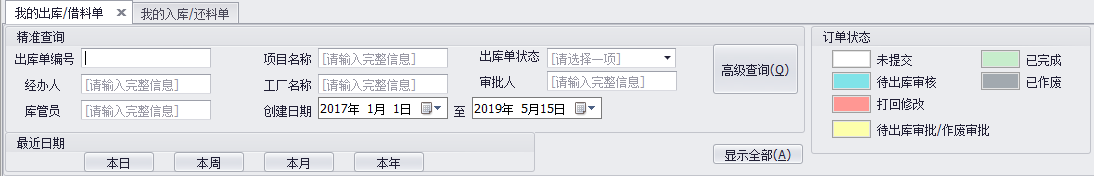 我的出库/借料单 我的入库/还料单
精准查询 订单状态
出库单编号 项目名称 [请输入完整信息] 出库单状态 [请选择一项] 高级查询(Q) 未提交 已完成
经办人 [请输入完整信息] 工厂名称 [请输入完整信息] 审批人 [请输入完整信息] 待出库审核 已作废
库管员 [请输入完整信息] 创建日期 2017年 1月 1日 至 2019年 5月15日 打回修改
待出库审批/作废审批
最近日期
本日 本周 本月 本年 显示全部(A)